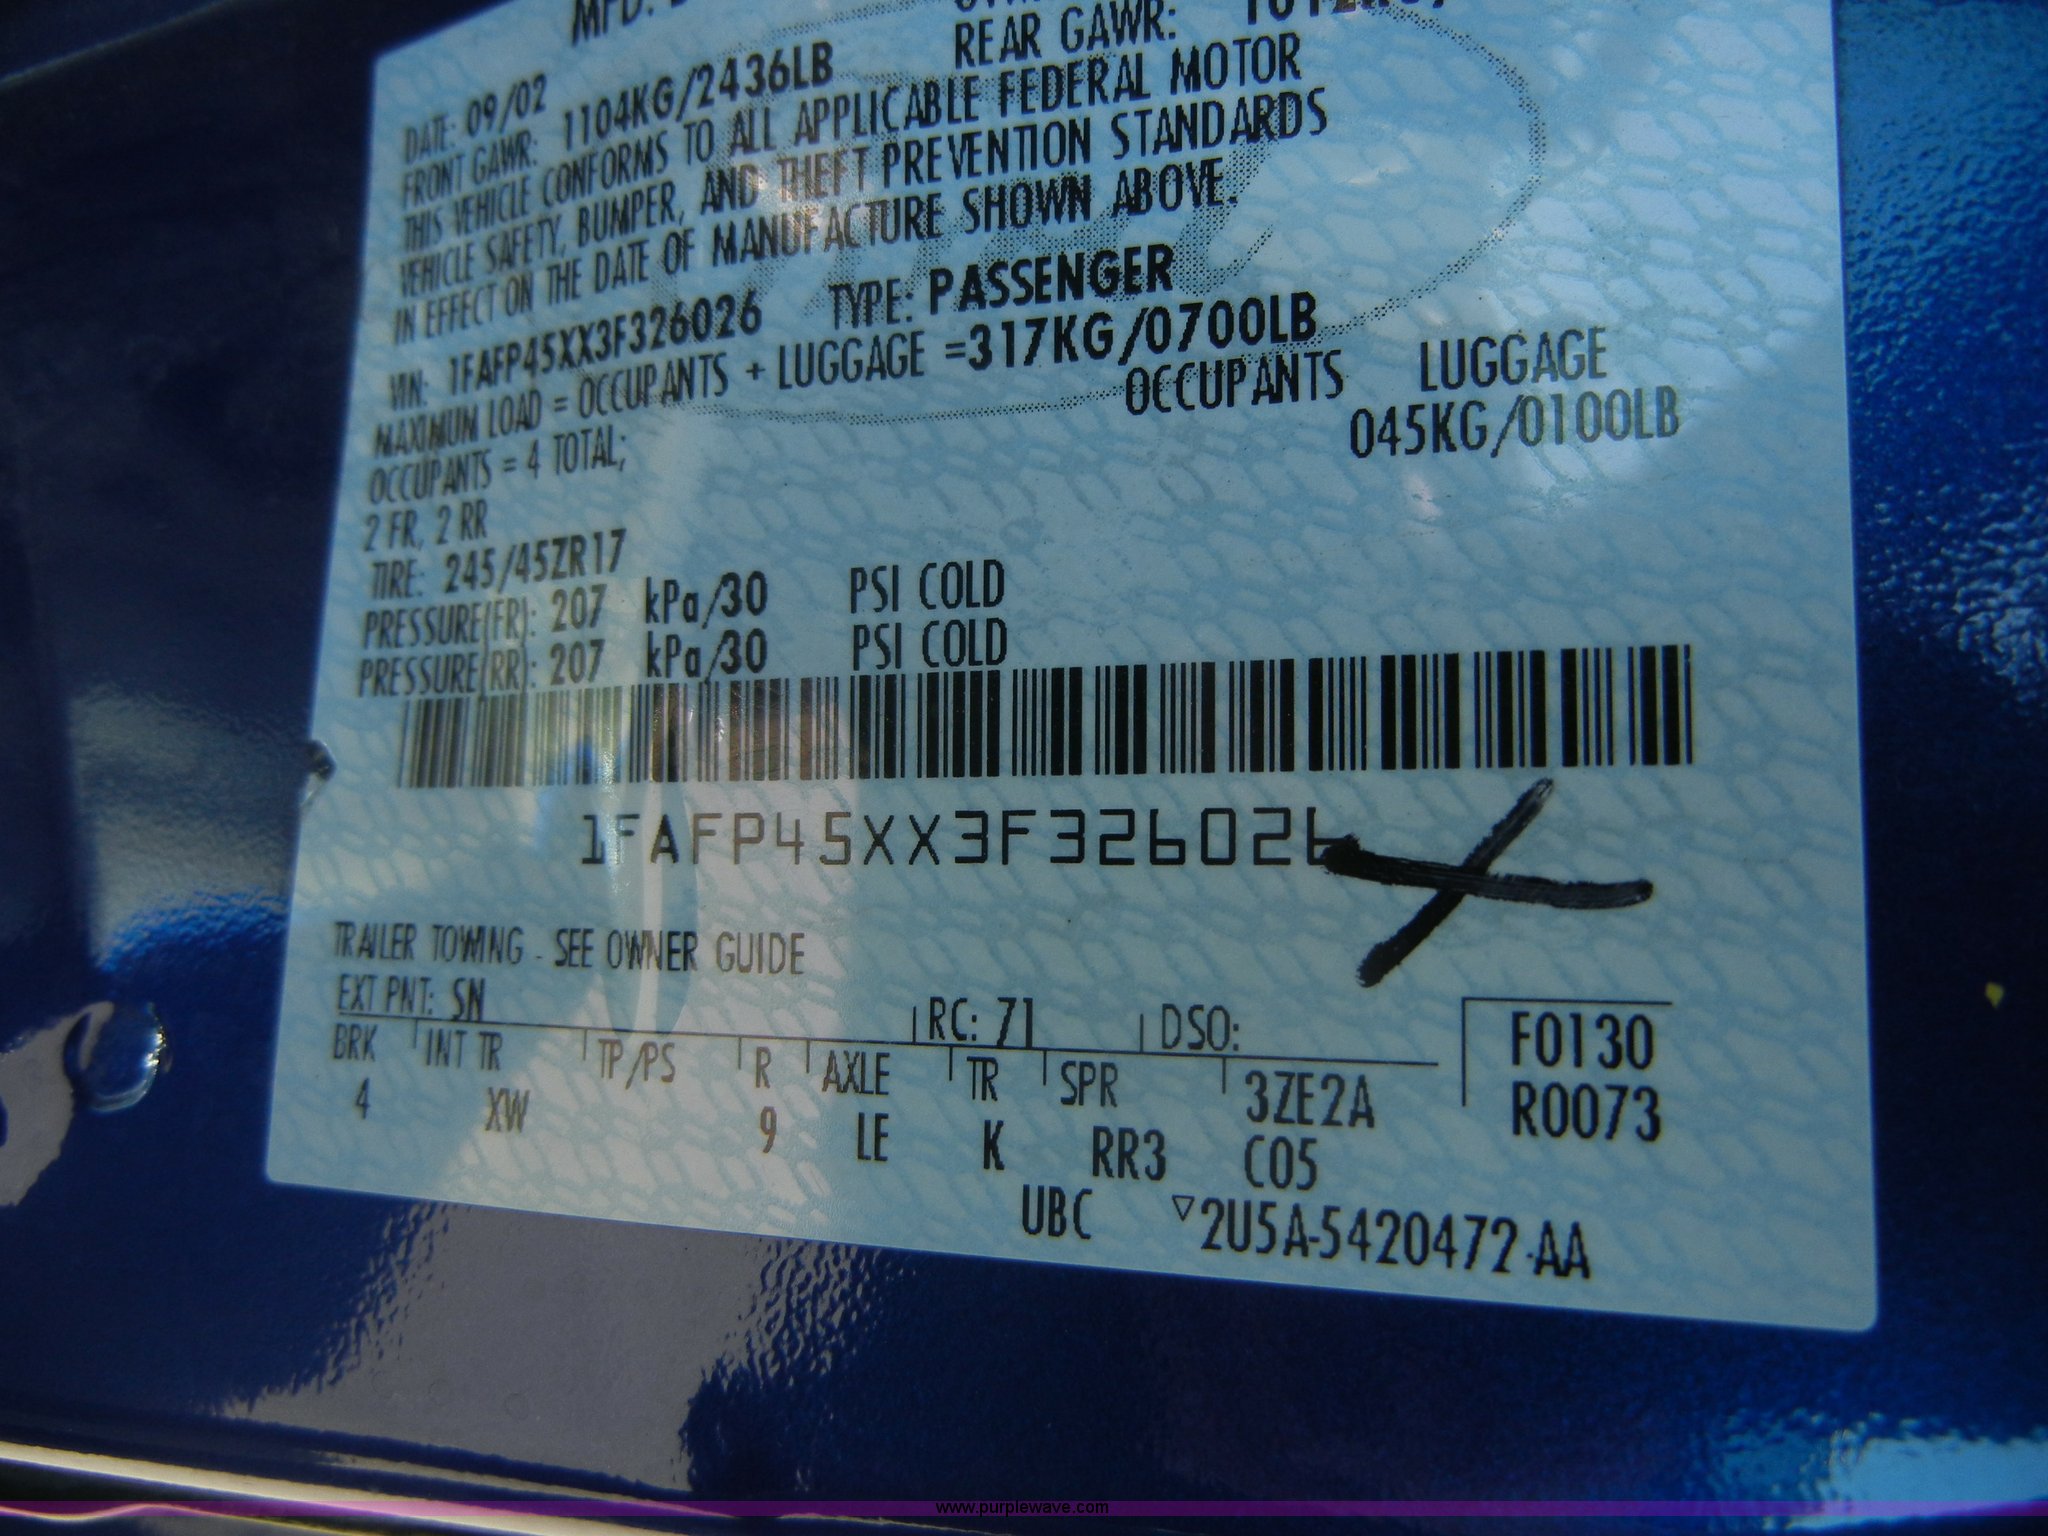 MFD.
DATE: 09/02
FRONT GAWR: 1104KG/2436LB REAR GAWR:
THIS VEHICLE CONFORMS TO ALL APPLICABLE FEDERAL MOTOR
VEHICLE SAFETY, BUMPER, AND THEFT PREVENTION STANDARDS
IN EFFECT ON THE DATE OF MANUFACTURE SHOWN ABOVE.
VIN: 1FAFP45XX3F326026 TYPE: PASSENGER
MAXIMUM LOAD = OCCUPANTS + LUGGAGE =317KG/0700LB
OCCUPANTS = 4 TOTAL; OCCUPANTS LUGGAGE
2 FR, 2 RR 045KG/0100LB
TIRE: 245/45ZR17
PRESSURE(FR): 207 kPa/30 PSI COLD
PRESSURE(RR): 207 kPa/30 PSI COLD
1FAFP45XX3F326026
TRAILER TOWING - SEE OWNER GUIDE
EXT PNT: SN RC: 71 DSO: F0130
BRK INT TR TP/PS R AXLE TR SPR 3ZE2A R0073
4 XW 9 LE K RR3 C05
UBC ▽2U5A-5420472-AA
www.purplewave.com